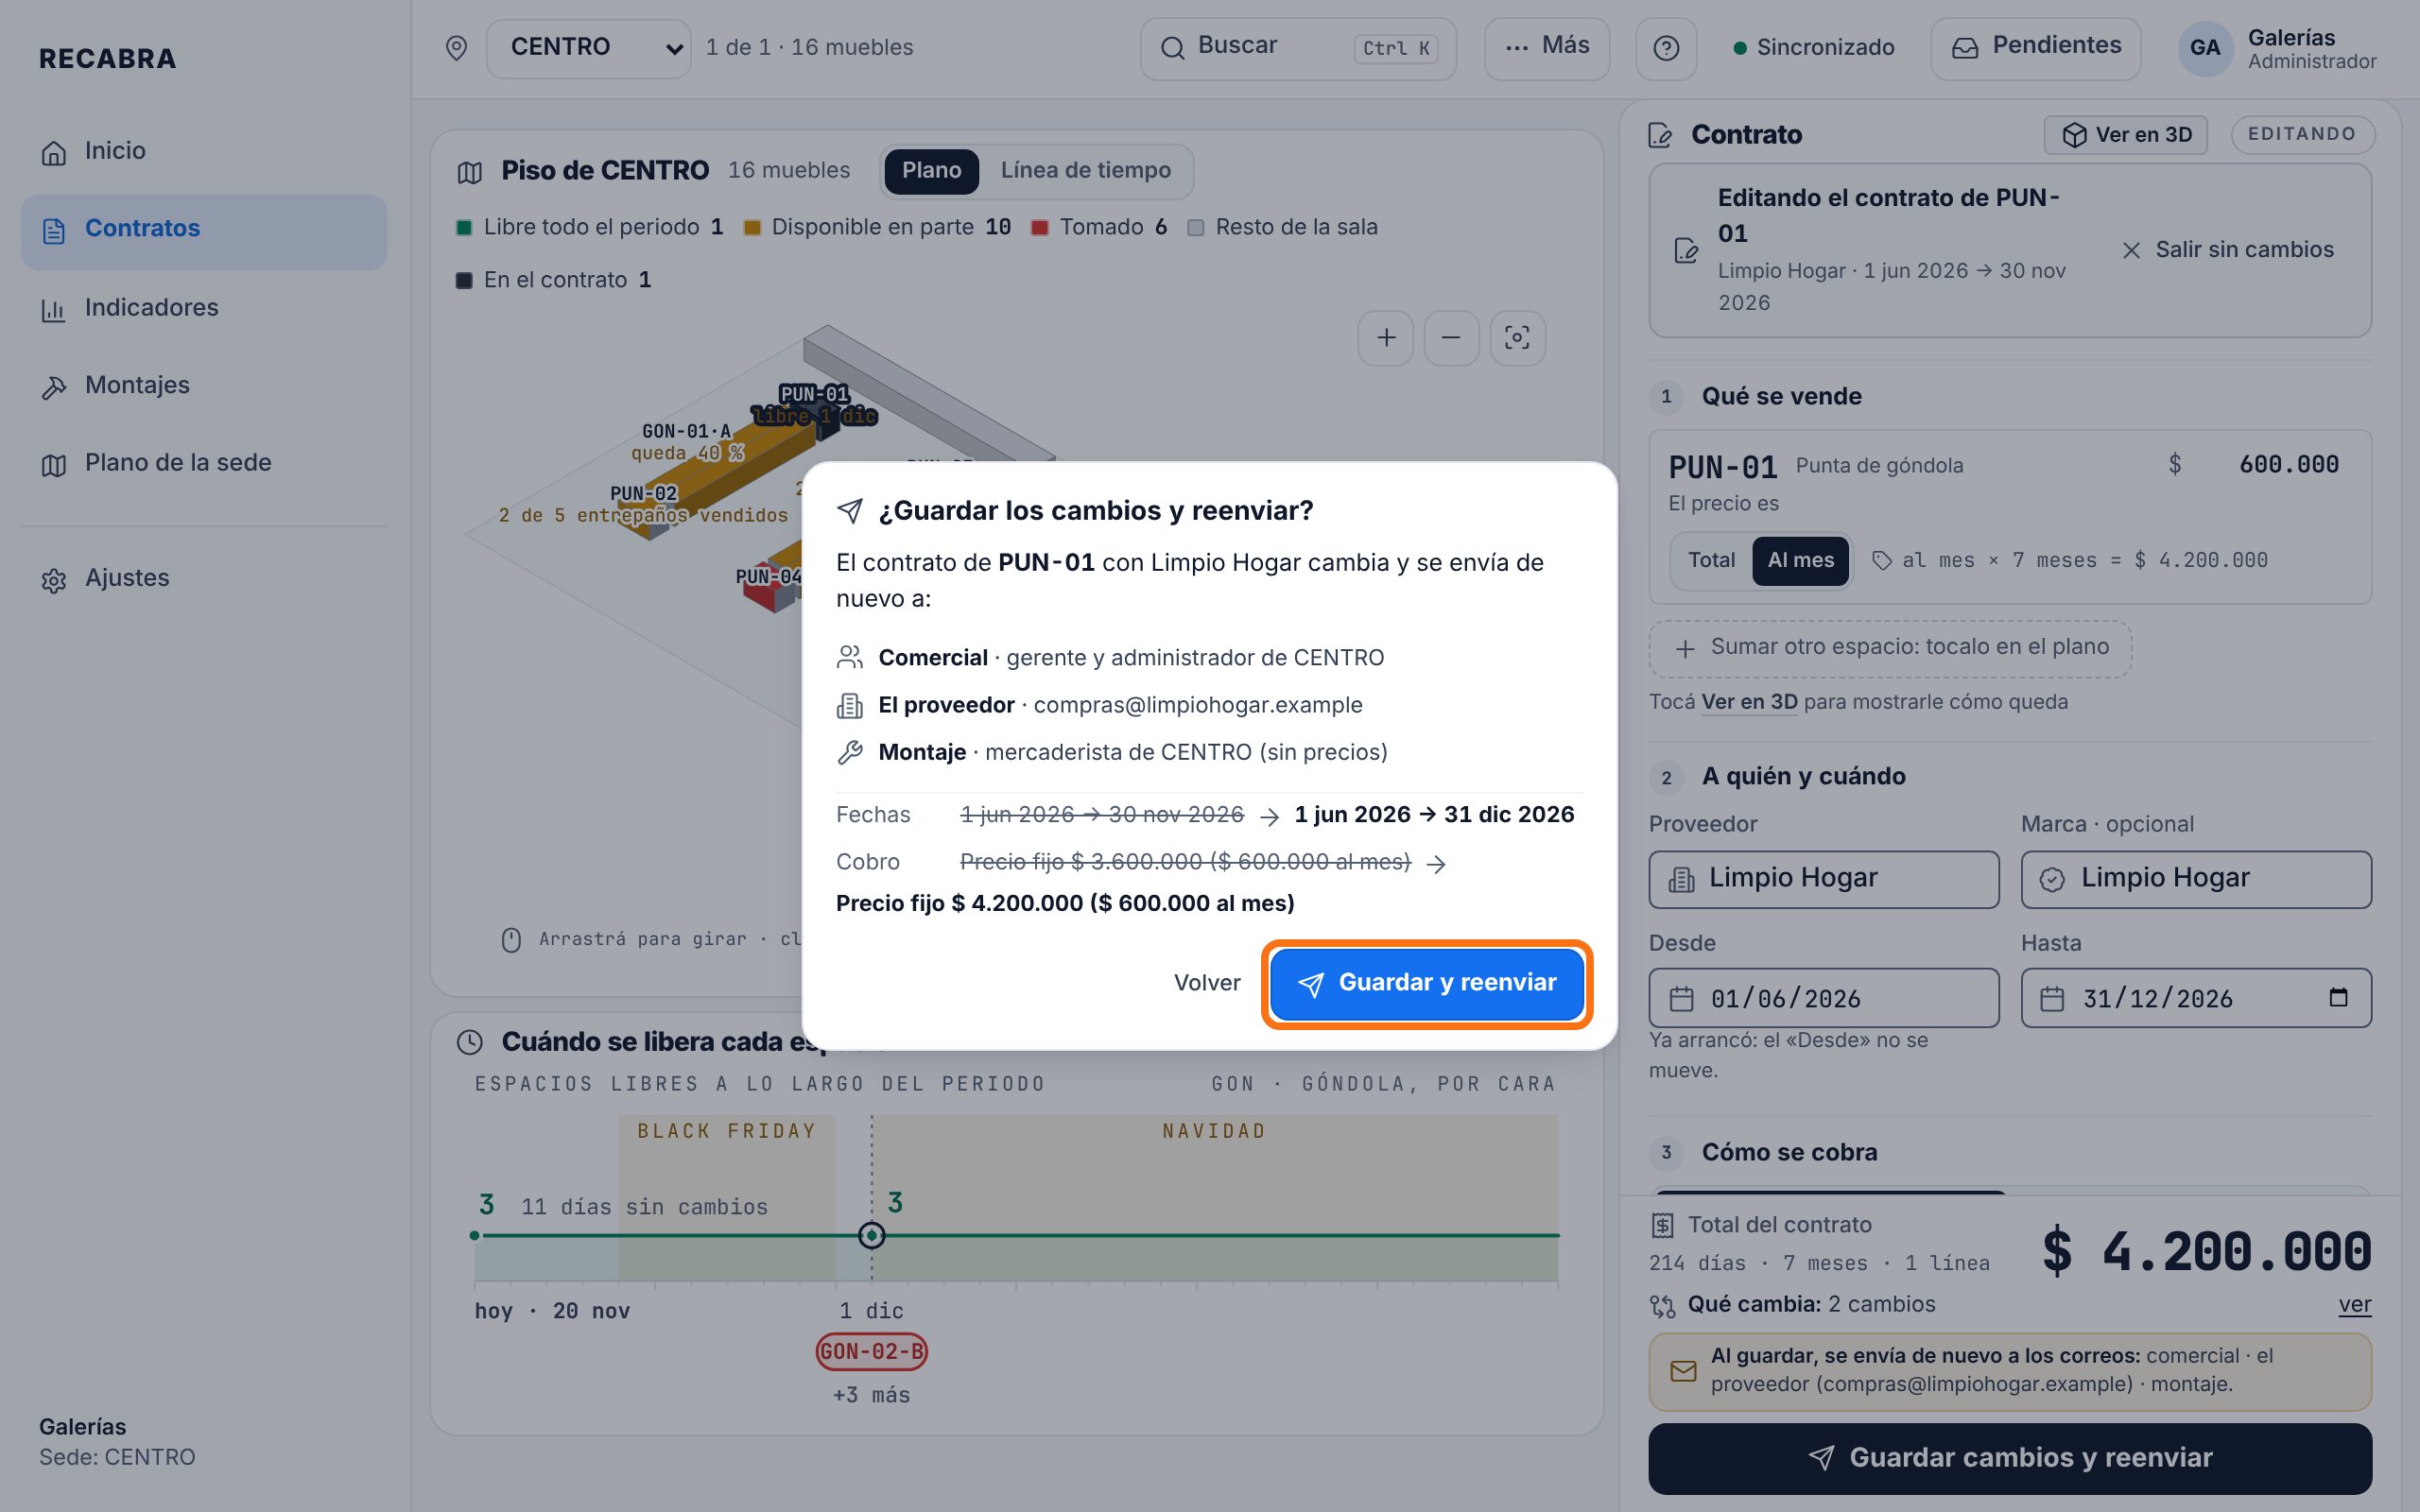 RECABRA
Inicio
Contratos
Indicadores
Montajes
Plano de la sede
Ajustes
Galerías
Sede: CENTRO
CENTRO
1 de 1 · 16 muebles
Buscar
Ctrl K
··· Más
Sincronizado
Pendientes
GA
Galerías
Administrador
Piso de CENTRO
16 muebles
Plano
Línea de tiempo
Libre todo el periodo 1
Disponible en parte 10
Tomado 6
Resto de la sala
En el contrato 1
PUN-01
libre 1 dic
GON-01·A
queda 40 %
PUN-02
2 de 5 entrepaños vendidos
PUN-04
Arrastrá para girar · cl
¿Guardar los cambios y reenviar?
El contrato de PUN-01 con Limpio Hogar cambia y se envía de
nuevo a:
Comercial · gerente y administrador de CENTRO
El proveedor · compras@limpiohogar.example
Montaje · mercaderista de CENTRO (sin precios)
Fechas 1 jun 2026 → 30 nov 2026 → 1 jun 2026 → 31 dic 2026
Cobro Precio fijo $ 3.600.000 ($ 600.000 al mes) →
Precio fijo $ 4.200.000 ($ 600.000 al mes)
Volver
Guardar y reenviar
Cuándo se libera cada
ESPACIOS LIBRES A LO LARGO DEL PERIODO
GON · GÓNDOLA, POR CARA
BLACK FRIDAY
NAVIDAD
3 11 días sin cambios
3
hoy · 20 nov
1 dic
GON-02-B
+3 más
Contrato
Ver en 3D
EDITANDO
Editando el contrato de PUN-
01
Limpio Hogar · 1 jun 2026 → 30 nov
2026
Salir sin cambios
1 Qué se vende
PUN-01 Punta de góndola $ 600.000
El precio es
Total
Al mes
al mes × 7 meses = $ 4.200.000
+ Sumar otro espacio: tocalo en el plano
Tocá Ver en 3D para mostrarle cómo queda
2 A quién y cuándo
Proveedor
Marca · opcional
Limpio Hogar
Limpio Hogar
Desde
Hasta
01/06/2026
31/12/2026
Ya arrancó: el «Desde» no se
mueve.
3 Cómo se cobra
Total del contrato
214 días · 7 meses · 1 línea
$ 4.200.000
Qué cambia: 2 cambios
ver
Al guardar, se envía de nuevo a los correos: comercial · el
proveedor (compras@limpiohogar.example) · montaje.
Guardar cambios y reenviar